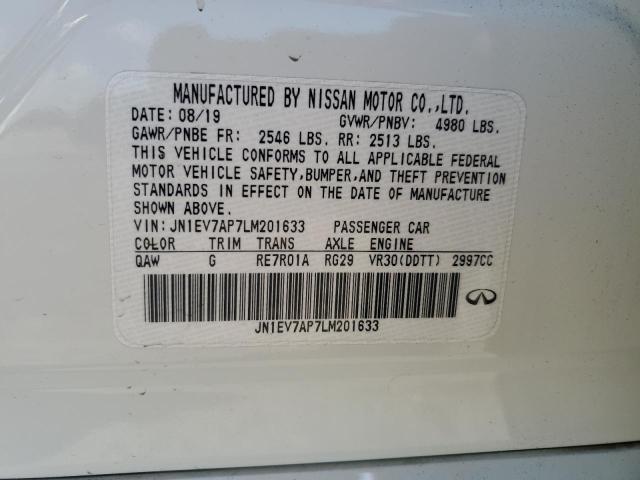 MANUFACTURED BY NISSAN MOTOR CO.,LTD.
DATE: 08/19 GVWR/PNBV: 4980 LBS.
GAWR/PNBE FR: 2546 LBS. RR: 2513 LBS.
THIS VEHICLE CONFORMS TO ALL APPLICABLE FEDERAL
MOTOR VEHICLE SAFETY,BUMPER,AND THEFT PREVENTION
STANDARDS IN EFFECT ON THE DATE OF MANUFACTURE
SHOWN ABOVE.
VIN:JN1EV7AP7LM201633 PASSENGER CAR
COLOR TRIM TRANS AXLE ENGINE
QAW G RE7R01A RG29 VR30(DDTT) 2997CC
JN1EV7AP7LM201633